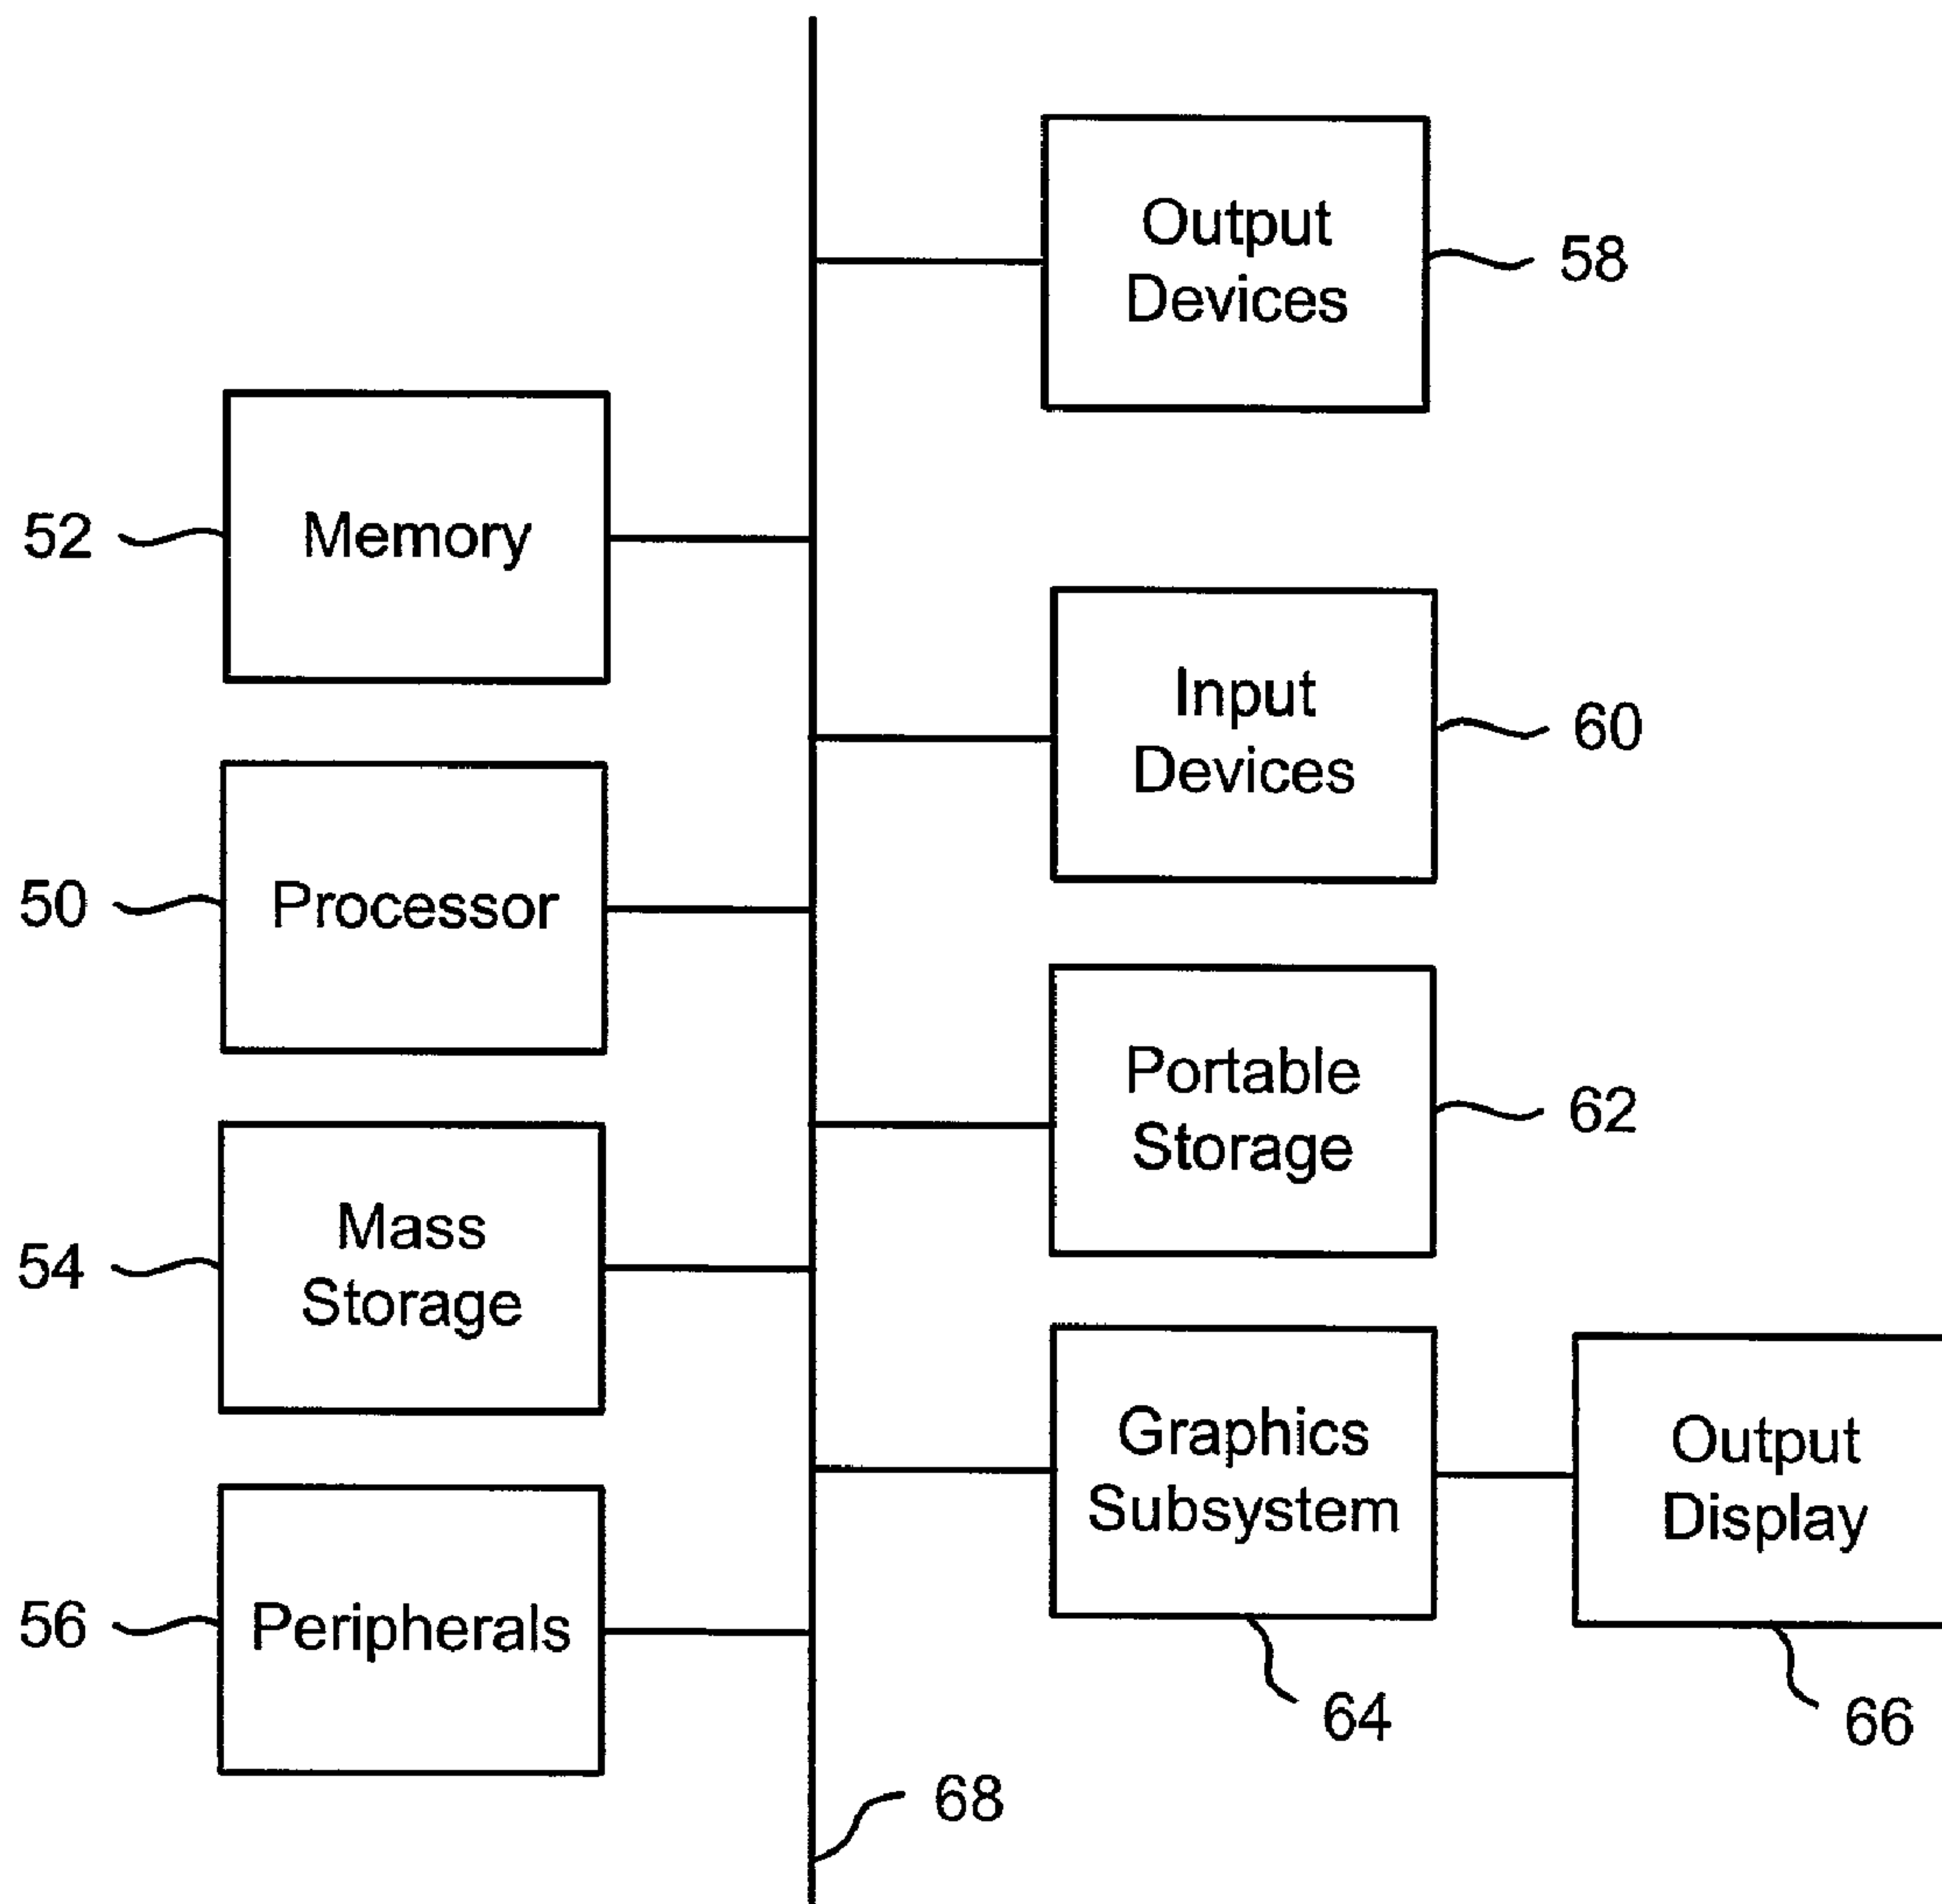 Output
Devices
58
52
Memory
Input
Devices
60
50
Processor
Portable
Storage
62
54
Mass
Storage
Graphics
Subsystem
Output
Display
56
Peripherals
64
66
68